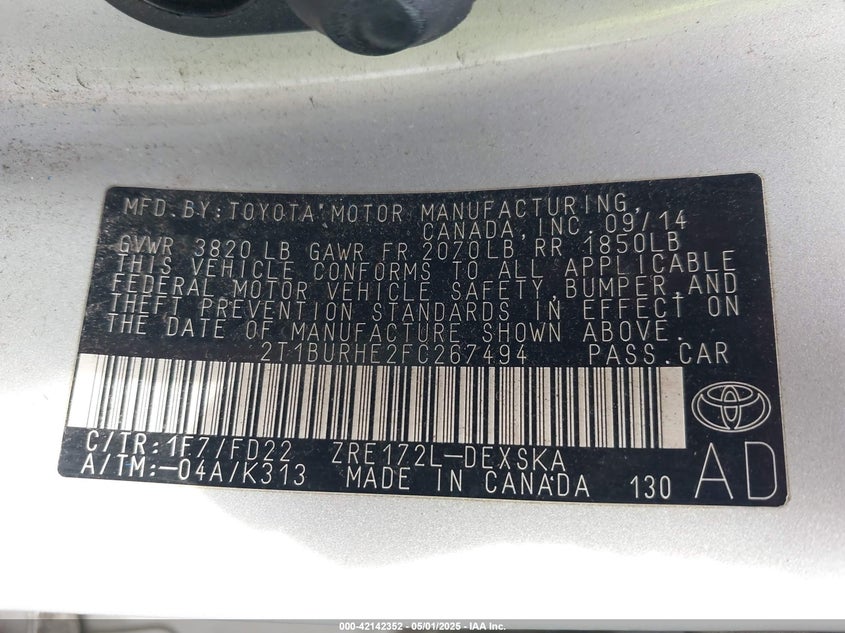 MFD.BY:TOYOTA MOTOR MANUFACTURING,
CANADA,INC. 09/14
GVWR 3820 LB GAWR FR 2070LB RR 1850LB
THIS VEHICLE CONFORMS TO ALL APPLICABLE
FEDERAL MOTOR VEHICLE SAFETY,BUMPER,AND
THEFT PREVENTION STANDARDS IN EFFECT ON
THE DATE OF MANUFACTURE SHOWN ABOVE.
2T1BURHE2FC267494 PASS.CAR
C/TR:1F7/FD22 ZRE172L-DEXSKA
A/TM:-04A/K313 MADE IN CANADA 130 AD
000-42142352 - 05/01/2025 - IAA Inc.